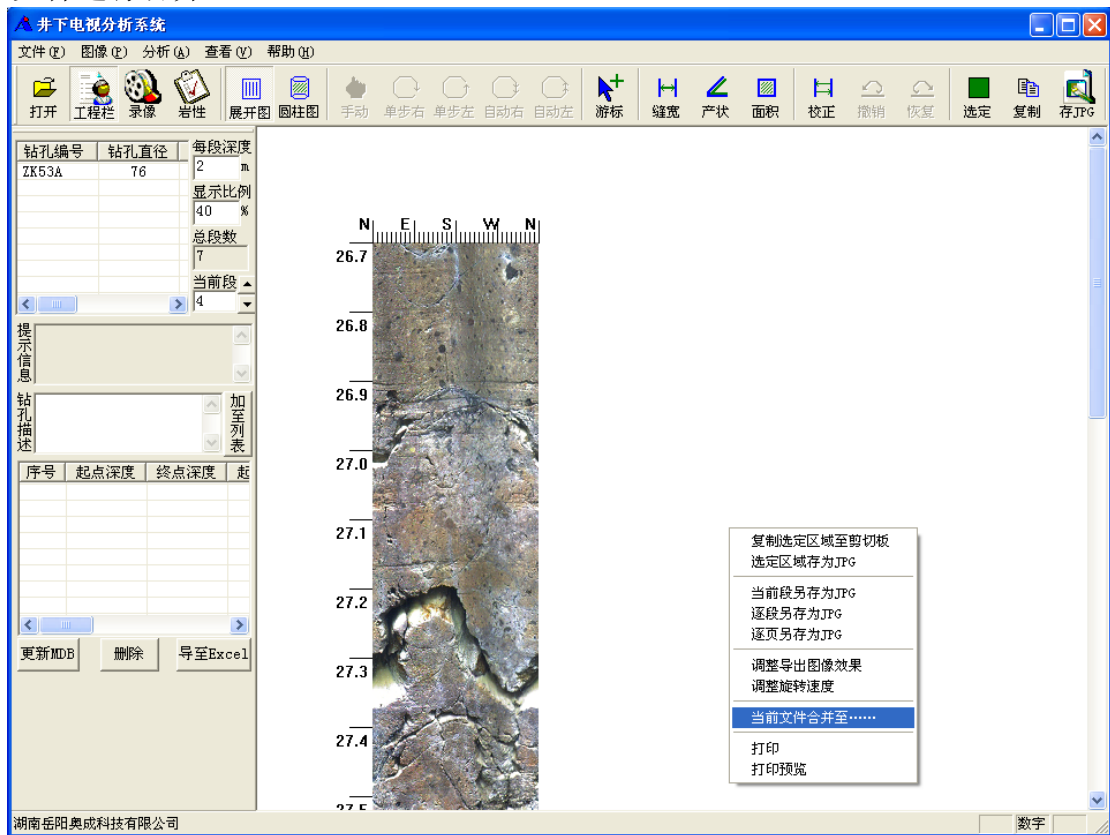 井下电视分析系统
文件(F) 图像(P) 分析(A) 查看(V) 帮助(H)
打开 工程栏 录像 岩性 展开图 圆柱图 手动 单步右 单步左 自动右 自动左 游标 缝宽 产状 面积 校正 撤销 恢复 选定 复制 存JPG
钻孔编号 钻孔直径 每段深度
ZK53A 76 2 m
显示比例
40 %
总段数
7
当前段
4
提示信息
钻孔描述 加至列表
序号 起点深度 终点深度 起
更新MDB 删除 导至Excel
N E S W N
26.7
26.8
26.9
27.0
27.1
27.2
27.3
27.4
27.5
复制选定区域至剪切板
选定区域存为JPG
当前段另存为JPG
逐段另存为JPG
逐页另存为JPG
调整导出图像效果
调整旋转速度
当前文件合并至……
打印
打印预览
湖南岳阳奥成科技有限公司 数字